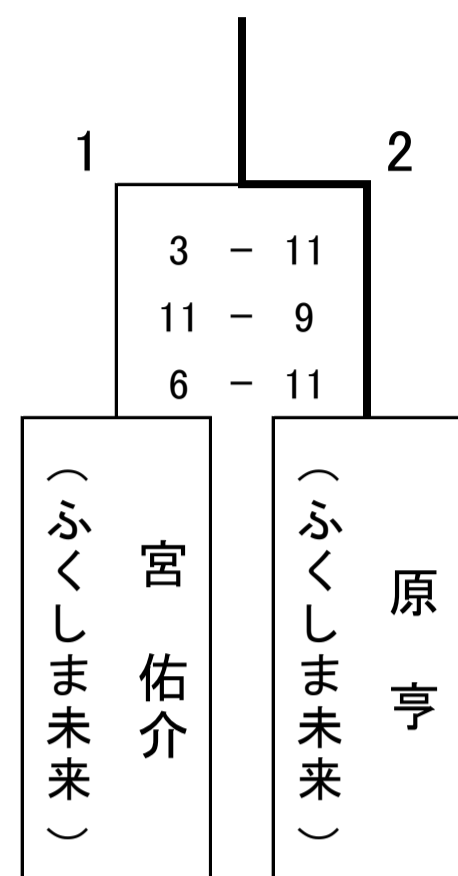 1 2
3 － 11
11 － 9
6 － 11
宮　佑介
（ふくしま未来）
原　亨
（ふくしま未来）